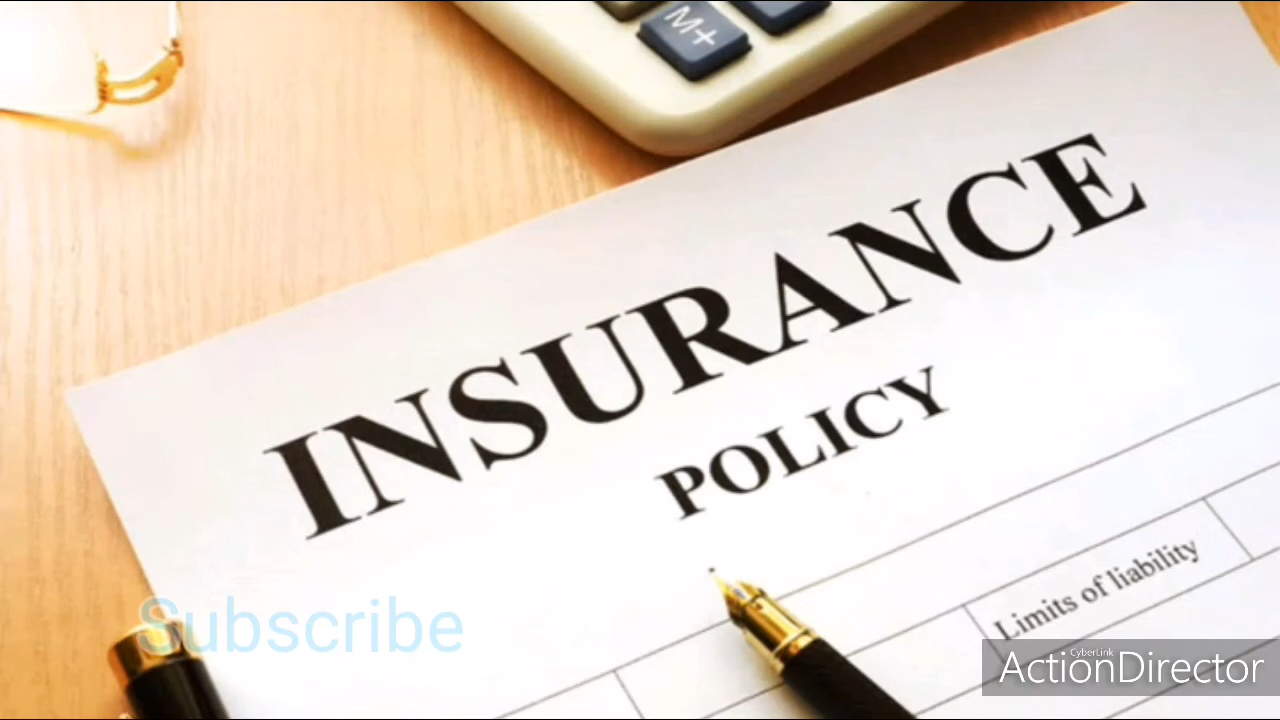 M+
INSURANCE
POLICY
Limits of liability
Subscribe
CyberLink
ActionDirector